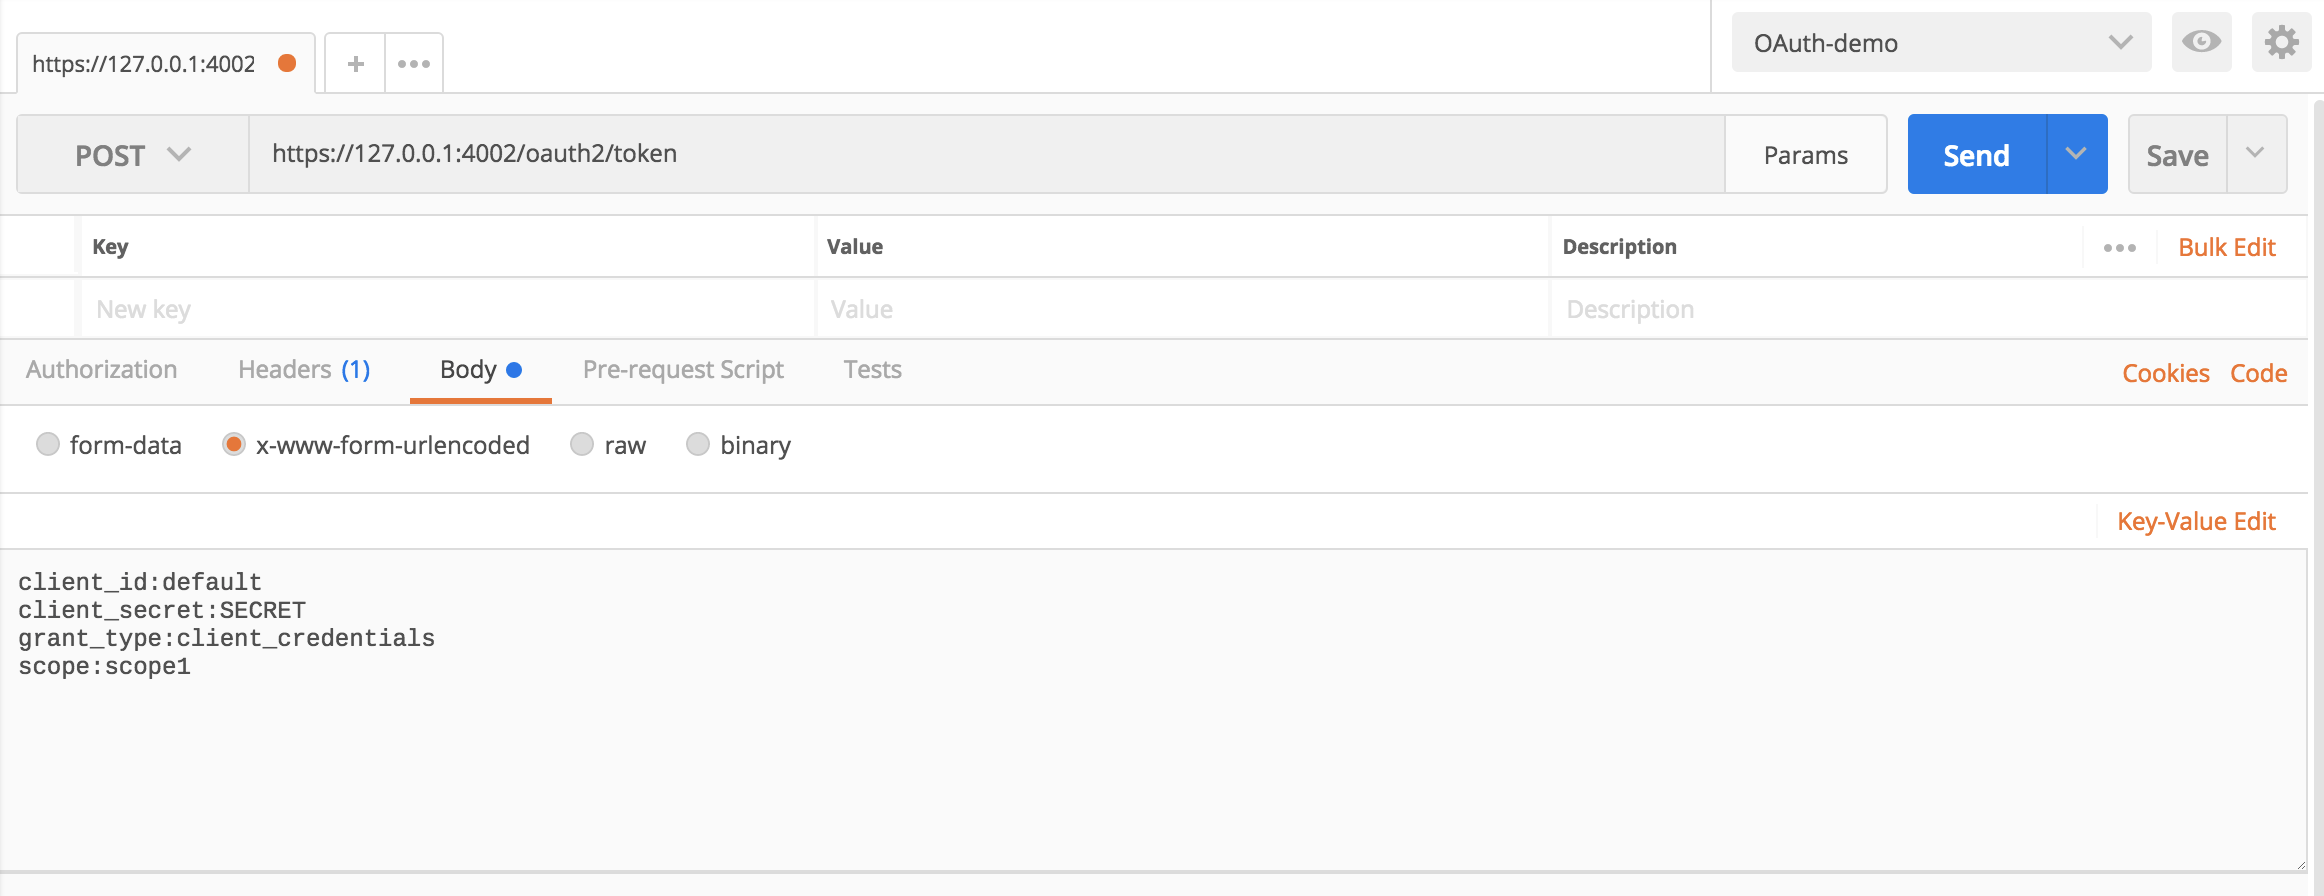 https://127.0.0.1:4002
OAuth-demo
POST
https://127.0.0.1:4002/oauth2/token
Params
Send
Save
Key Value Description Bulk Edit
New key Value Description
Authorization Headers (1) Body Pre-request Script Tests Cookies Code
form-data x-www-form-urlencoded raw binary
Key-Value Edit
client_id:default
client_secret:SECRET
grant_type:client_credentials
scope:scope1